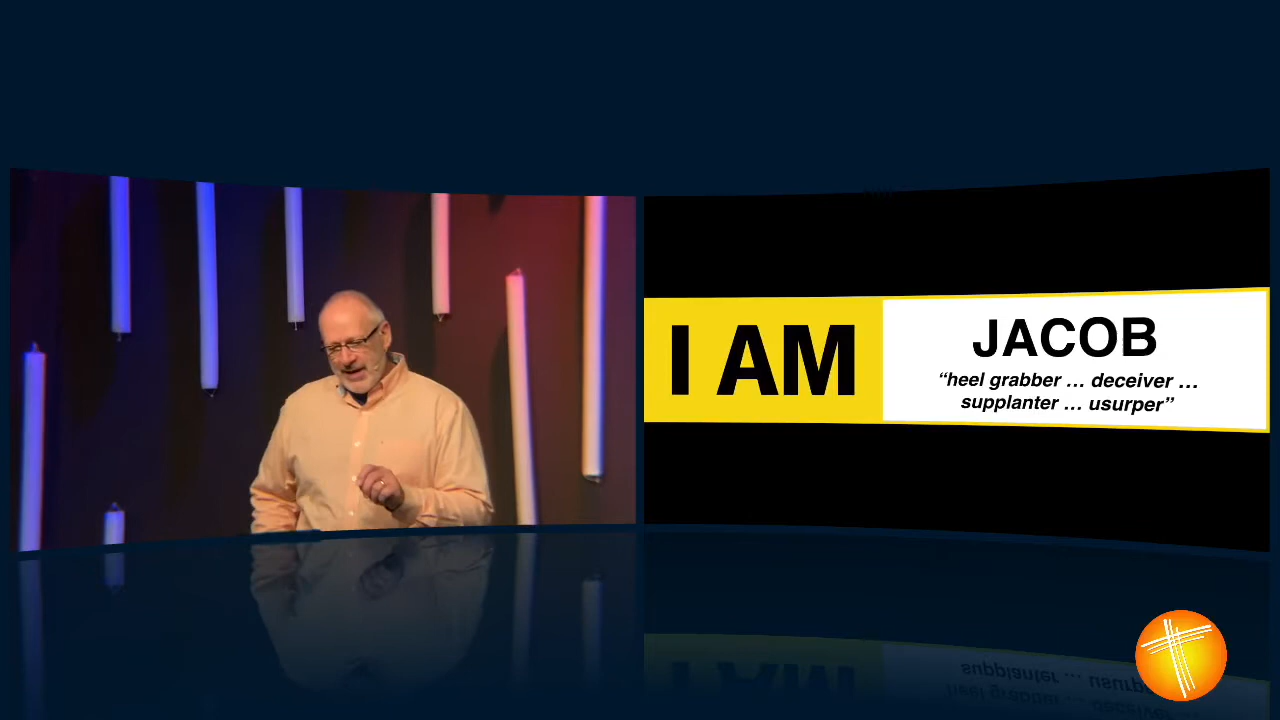 I AM
JACOB
“heel grabber ... deceiver ...
supplanter ... usurper”